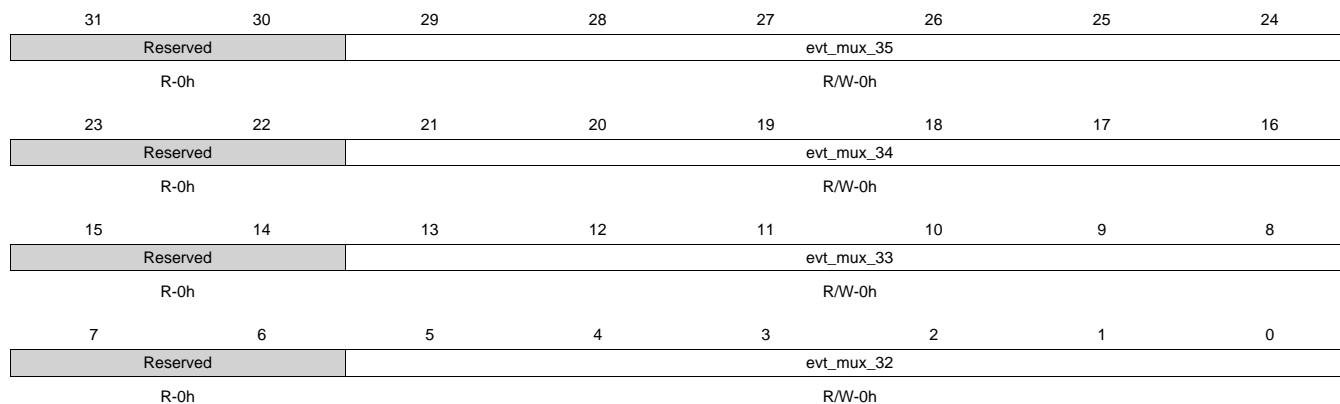 31 30 29 28 27 26 25 24
Reserved evt_mux_35
R-0h R/W-0h
23 22 21 20 19 18 17 16
Reserved evt_mux_34
R-0h R/W-0h
15 14 13 12 11 10 9 8
Reserved evt_mux_33
R-0h R/W-0h
7 6 5 4 3 2 1 0
Reserved evt_mux_32
R-0h R/W-0h